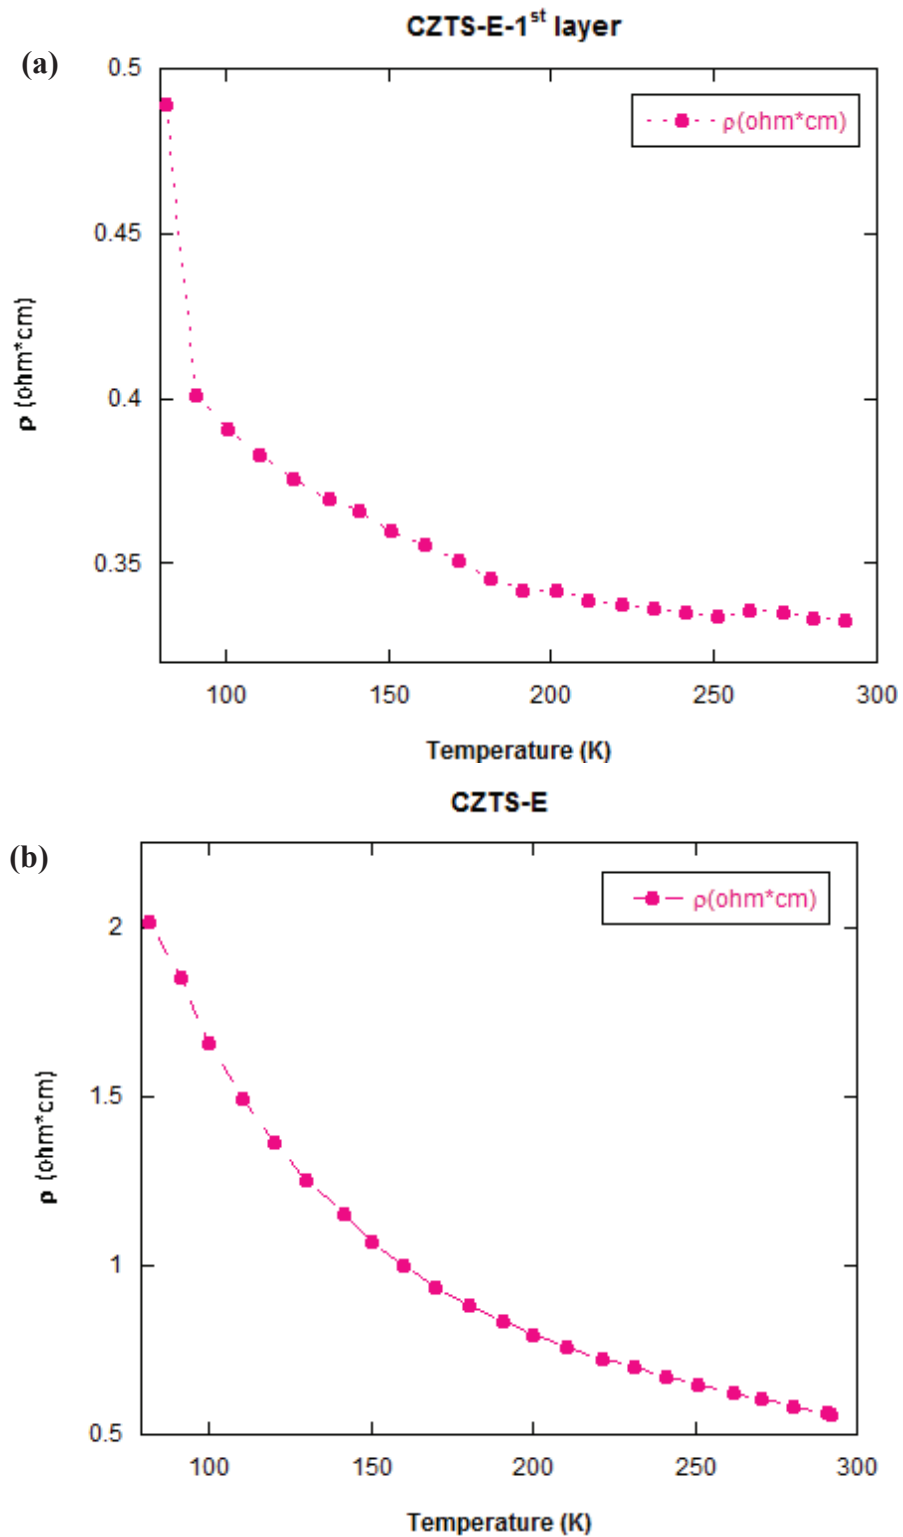 CZTS-E-1st layer
(a)
0.5
ρ(ohm*cm)
0.45
ρ (ohm*cm)
0.4
0.35
100 150 200 250 300
Temperature (K)
CZTS-E
(b)
ρ(ohm*cm)
2
1.5
ρ (ohm*cm)
1
0.5
100 150 200 250 300
Temperature (K)